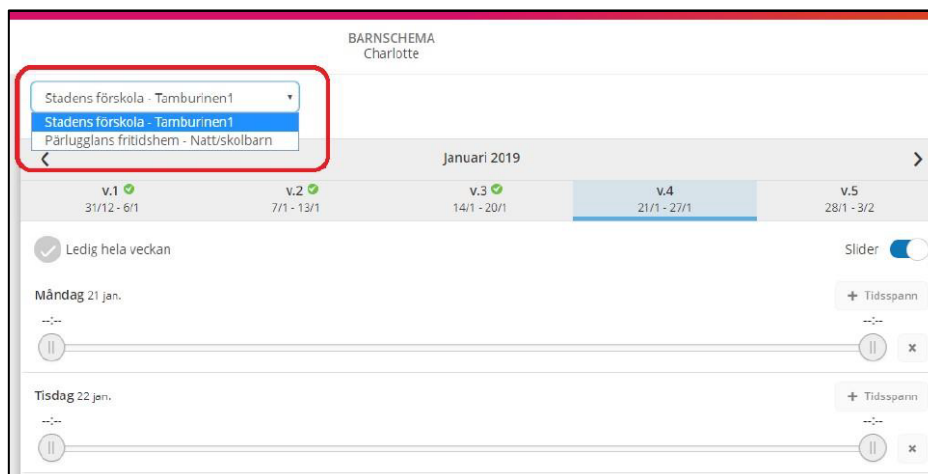 BARNSCHEMA
Charlotte
Stadens förskola - Tamburinen1
Stadens förskola - Tamburinen1
Pärlugglans fritidshem - Natt/skolbarn
Januari 2019
v.1 v.2 v.3 v.4 v.5
31/12 - 6/1 7/1 - 13/1 14/1 - 20/1 21/1 - 27/1 28/1 - 3/2
Ledig hela veckan Slider
Måndag 21 jan. + Tidsspann
--:-- --:--
Tisdag 22 jan. + Tidsspann
--:-- --:--